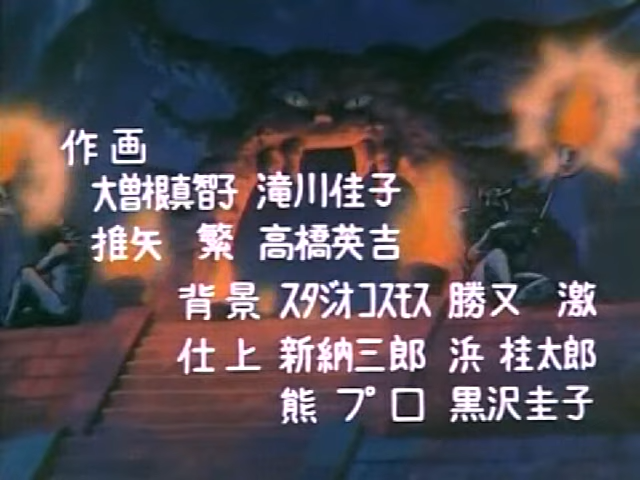 作画
大曽根真智子 滝川佳子
推矢 繁 高橋英吉
背景 スタジオコスモス 勝又 激
仕上 新納三郎 浜 桂太郎
熊プロ 黒沢圭子